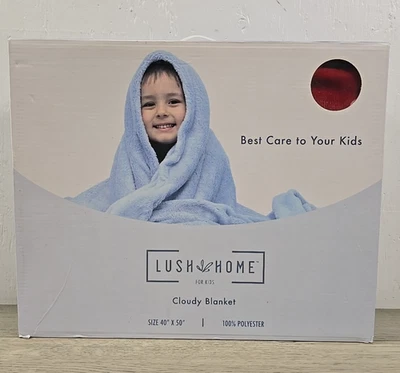 Best Care to Your Kids
LUSH HOME
FOR KIDS
Cloudy Blanket
SIZE 40" X 50" | 100% POLYESTER